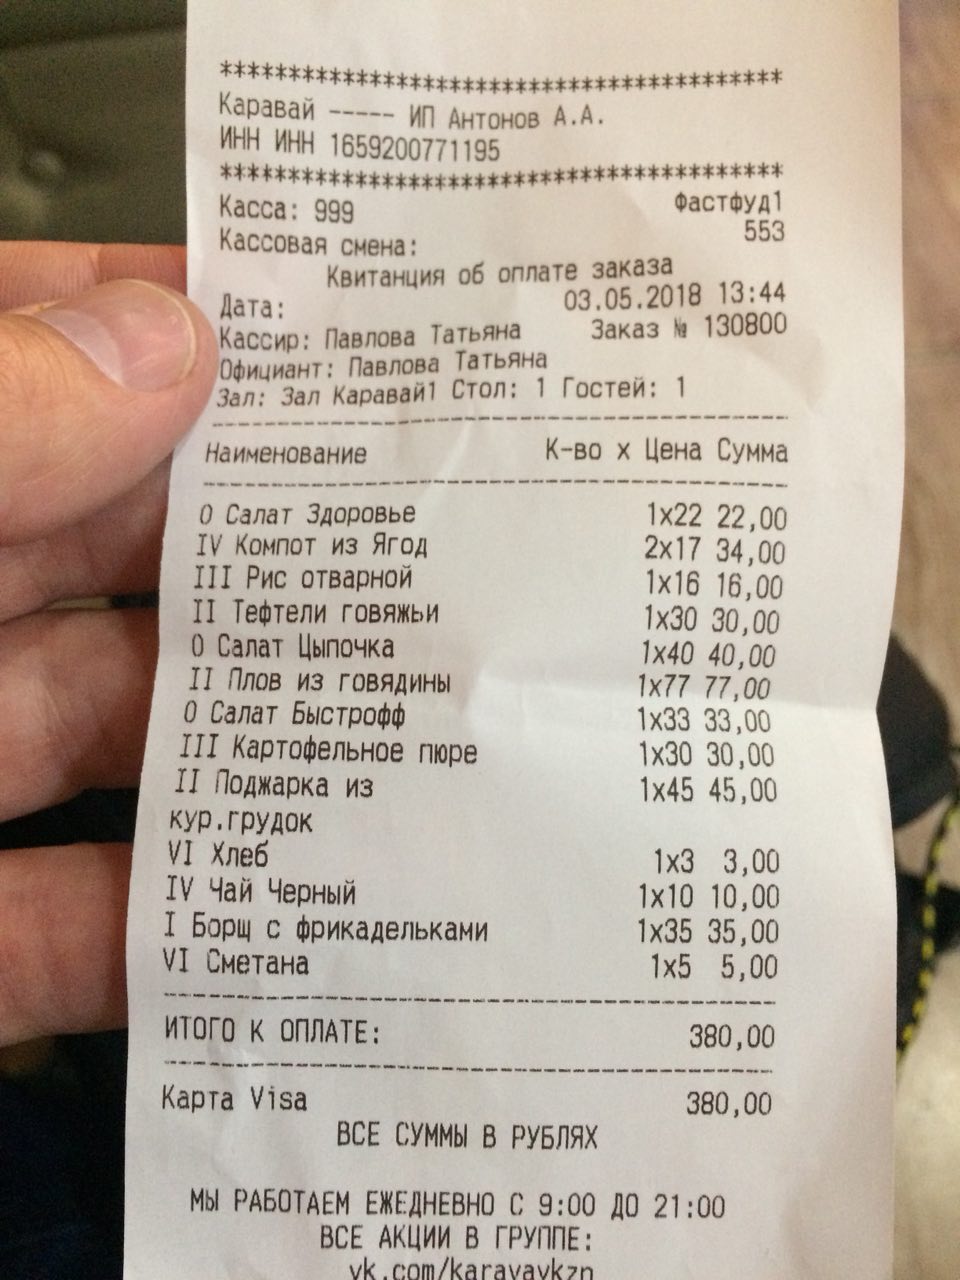 *****************************************
Каравай ----- ИП Антонов А.А.
ИНН ИНН 1659200771195
*****************************************
Касса: 999 Фастфуд1
Кассовая смена: 553
Квитанция об оплате заказа
Дата: 03.05.2018 13:44
Кассир: Павлова Татьяна Заказ № 130800
Официант: Павлова Татьяна
Зал: Зал Каравай1 Стол: 1 Гостей: 1
Наименование К-во x Цена Сумма
0 Салат Здоровье 1x22 22,00
IV Компот из Ягод 2x17 34,00
III Рис отварной 1x16 16,00
II Тефтели говяжьи 1x30 30,00
0 Салат Цыпочка 1x40 40,00
II Плов из говядины 1x77 77,00
0 Салат Быстрофф 1x33 33,00
III Картофельное пюре 1x30 30,00
II Поджарка из 1x45 45,00
кур.грудок
VI Хлеб 1x3 3,00
IV Чай Черный 1x10 10,00
I Борщ с фрикадельками 1x35 35,00
VI Сметана 1x5 5,00
ИТОГО К ОПЛАТЕ: 380,00
Карта Visa 380,00
ВСЕ СУММЫ В РУБЛЯХ
МЫ РАБОТАЕМ ЕЖЕДНЕВНО С 9:00 ДО 21:00
ВСЕ АКЦИИ В ГРУППЕ:
vk.com/karavaykzn